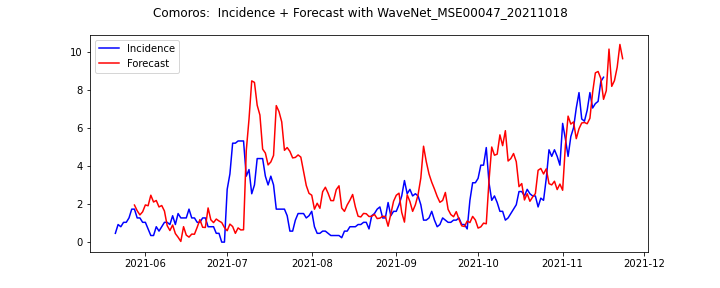 Comoros:  Incidence + Forecast with WaveNet_MSE00047_20211018
Incidence
Forecast
10
8
6
4
2
0
2021-06 2021-07 2021-08 2021-09 2021-10 2021-11 2021-12